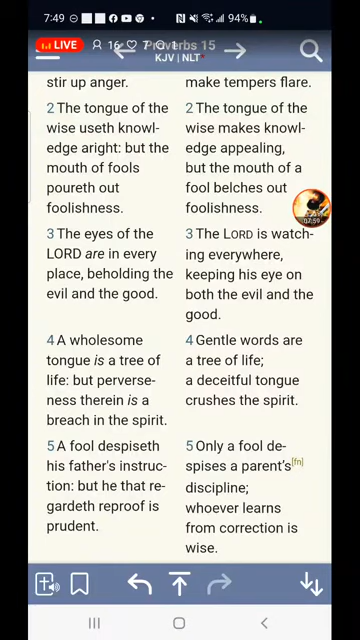 7:49
94%
LIVE
16
7
1
Proverbs 15
KJV | NLT
stir up anger.
2 The tongue of the
wise useth knowl-
edge aright: but the
mouth of fools
poureth out
foolishness.
3 The eyes of the
LORD are in every
place, beholding the
evil and the good.
4 A wholesome
tongue is a tree of
life: but perverse-
ness therein is a
breach in the spirit.
5 A fool despiseth
his father's instruc-
tion: but he that re-
gardeth reproof is
prudent.
make tempers flare.
2 The tongue of the
wise makes knowl-
edge appealing,
but the mouth of a
fool belches out
foolishness.
3 The LORD is watch-
ing everywhere,
keeping his eye on
both the evil and the
good.
4 Gentle words are
a tree of life;
a deceitful tongue
crushes the spirit.
5 Only a fool de-
spises a parent's[fn]
discipline;
whoever learns
from correction is
wise.
07:59